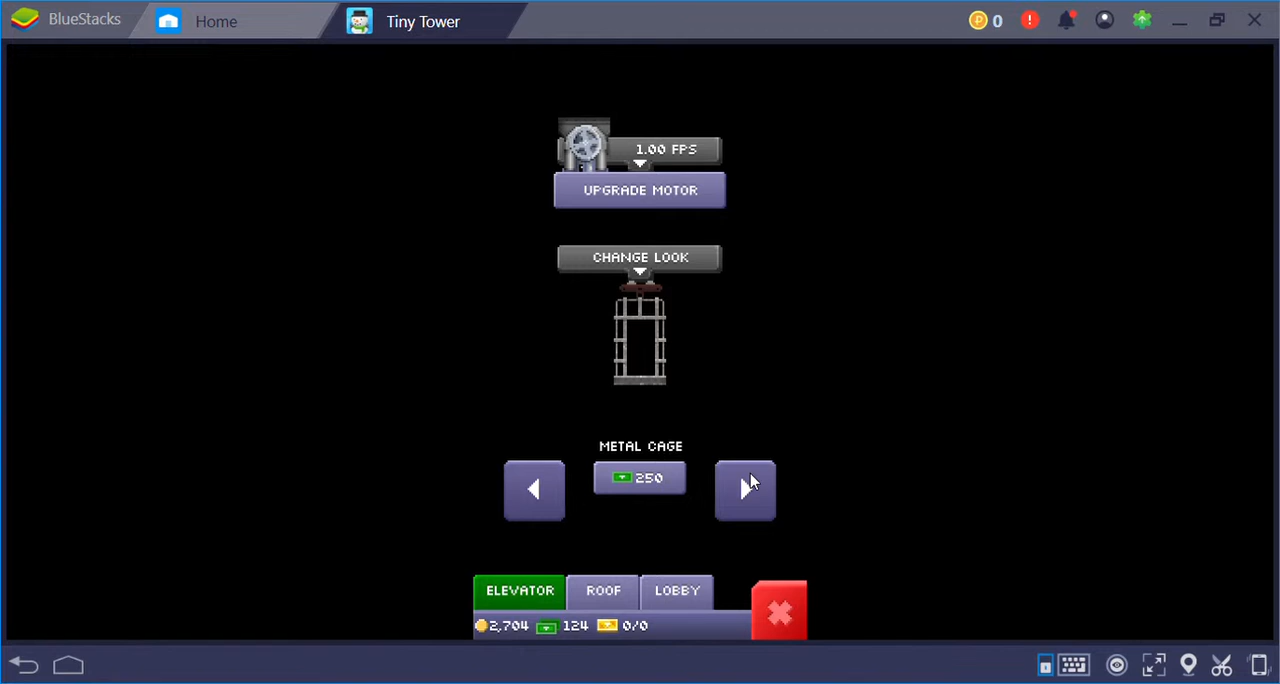 BlueStacks
Home
Tiny Tower
0
1.00 FPS
UPGRADE MOTOR
CHANGE LOOK
METAL CAGE
250
ELEVATOR ROOF LOBBY
2,704 124 0/0